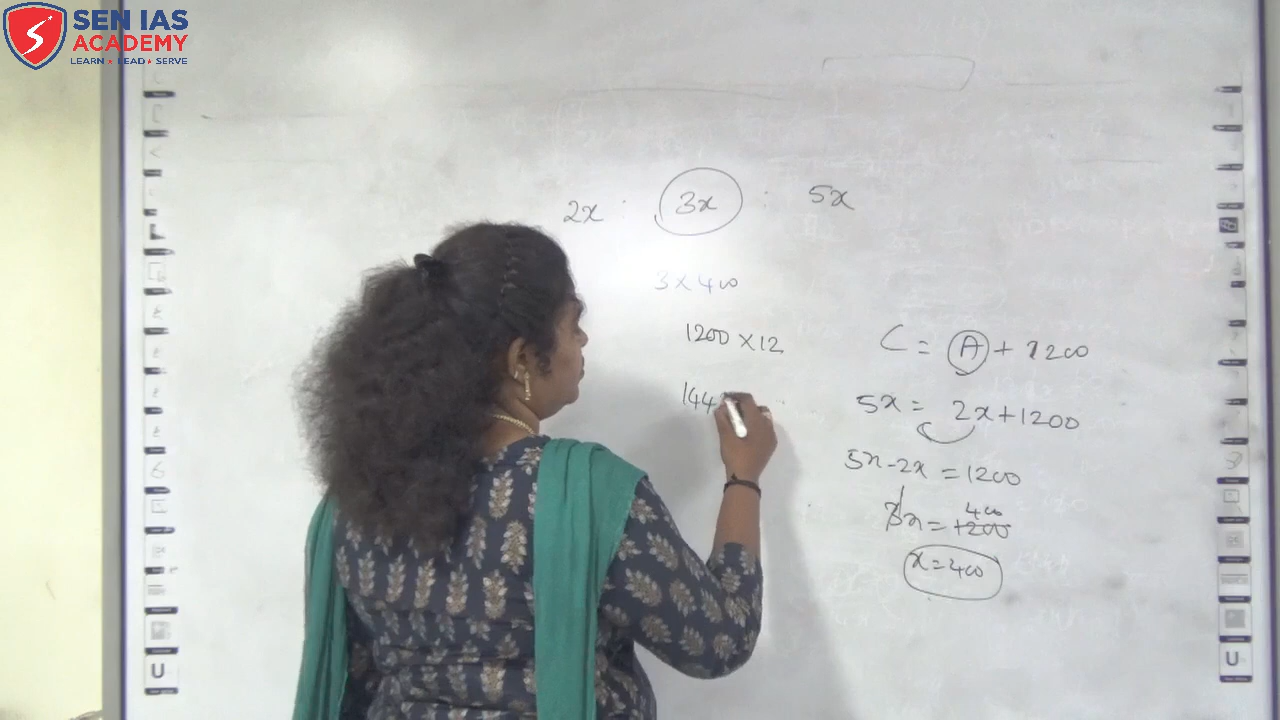 SEN IAS
ACADEMY
LEARN ★ LEAD ★ SERVE
2x : 3x : 5x
3 x 400
1200 x 12
144
C = A + 1200
5x = 2x + 1200
5x - 2x = 1200
3x = 1200
400
x = 400
U
U